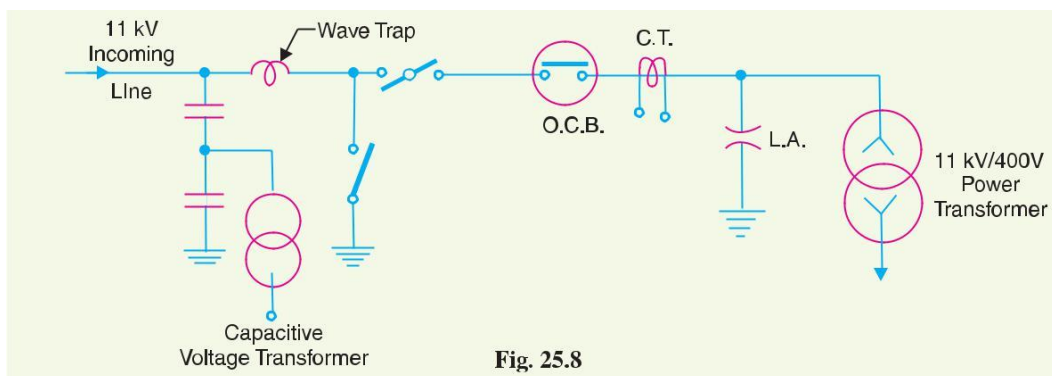 11 kV
Incoming
LIne
Wave Trap
O.C.B.
C.T.
L.A.
11 kV/400V
Power
Transformer
Capacitive
Voltage Transformer
Fig. 25.8